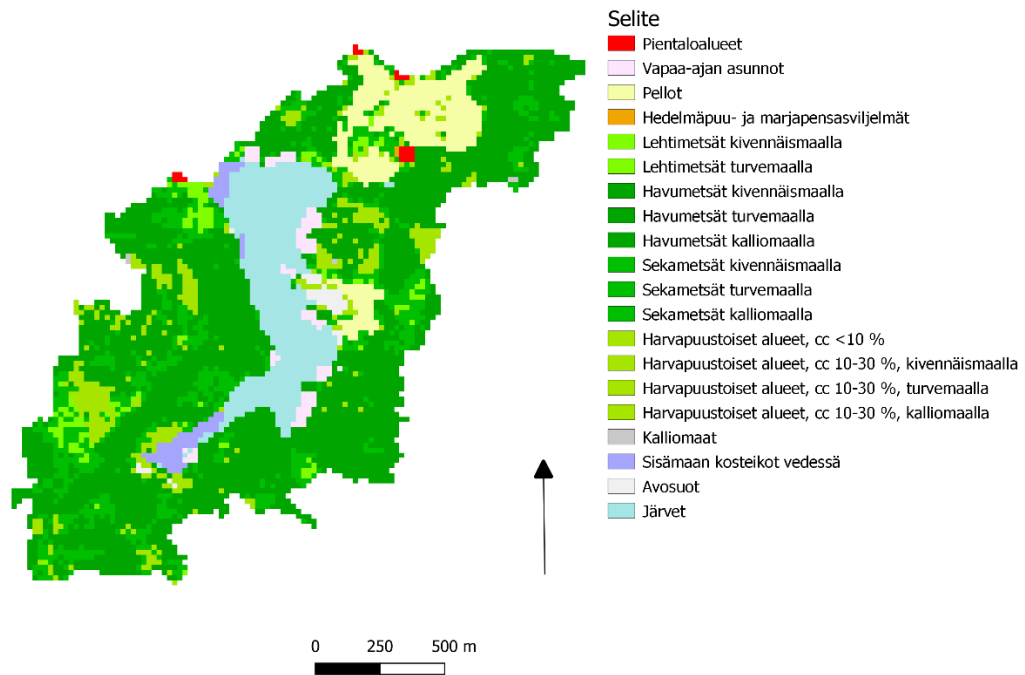 Selite
Pientaloalueet
Vapaa-ajan asunnot
Pellot
Hedelmäpuu- ja marjapensasviljelmät
Lehtimetsät kivennäismaalla
Lehtimetsät turvemaalla
Havumetsät kivennäismaalla
Havumetsät turvemaalla
Havumetsät kalliomaalla
Sekametsät kivennäismaalla
Sekametsät turvemaalla
Sekametsät kalliomaalla
Harvapuustoiset alueet, cc <10 %
Harvapuustoiset alueet, cc 10-30 %, kivennäismaalla
Harvapuustoiset alueet, cc 10-30 %, turvemaalla
Harvapuustoiset alueet, cc 10-30 %, kalliomaalla
Kalliomaat
Sisämaan kosteikot vedessä
Avosuot
Järvet
0 250 500 m